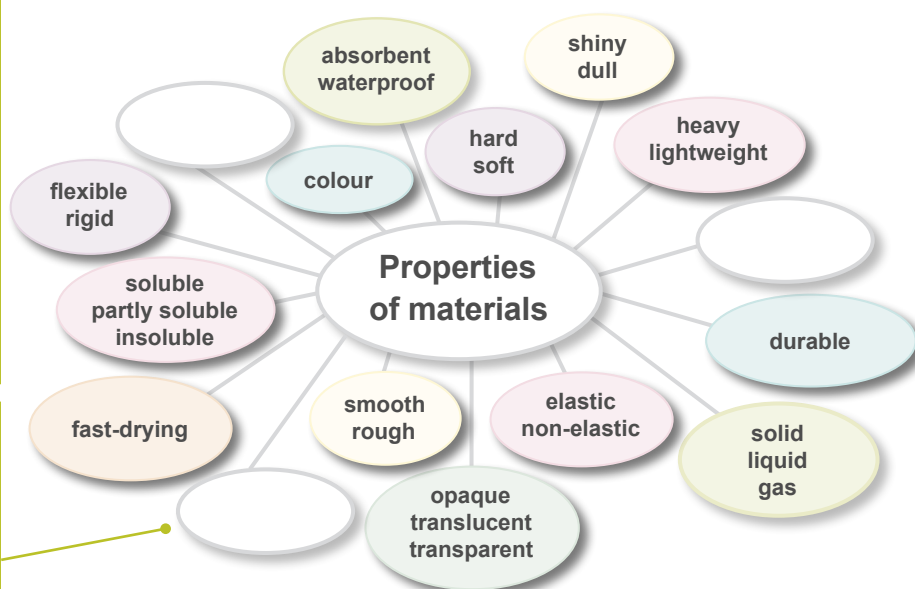 absorbent
waterproof
shiny
dull
hard
soft
heavy
lightweight
colour
flexible
rigid
Properties
of materials
soluble
partly soluble
insoluble
durable
fast-drying
smooth
rough
elastic
non-elastic
solid
liquid
gas
opaque
translucent
transparent